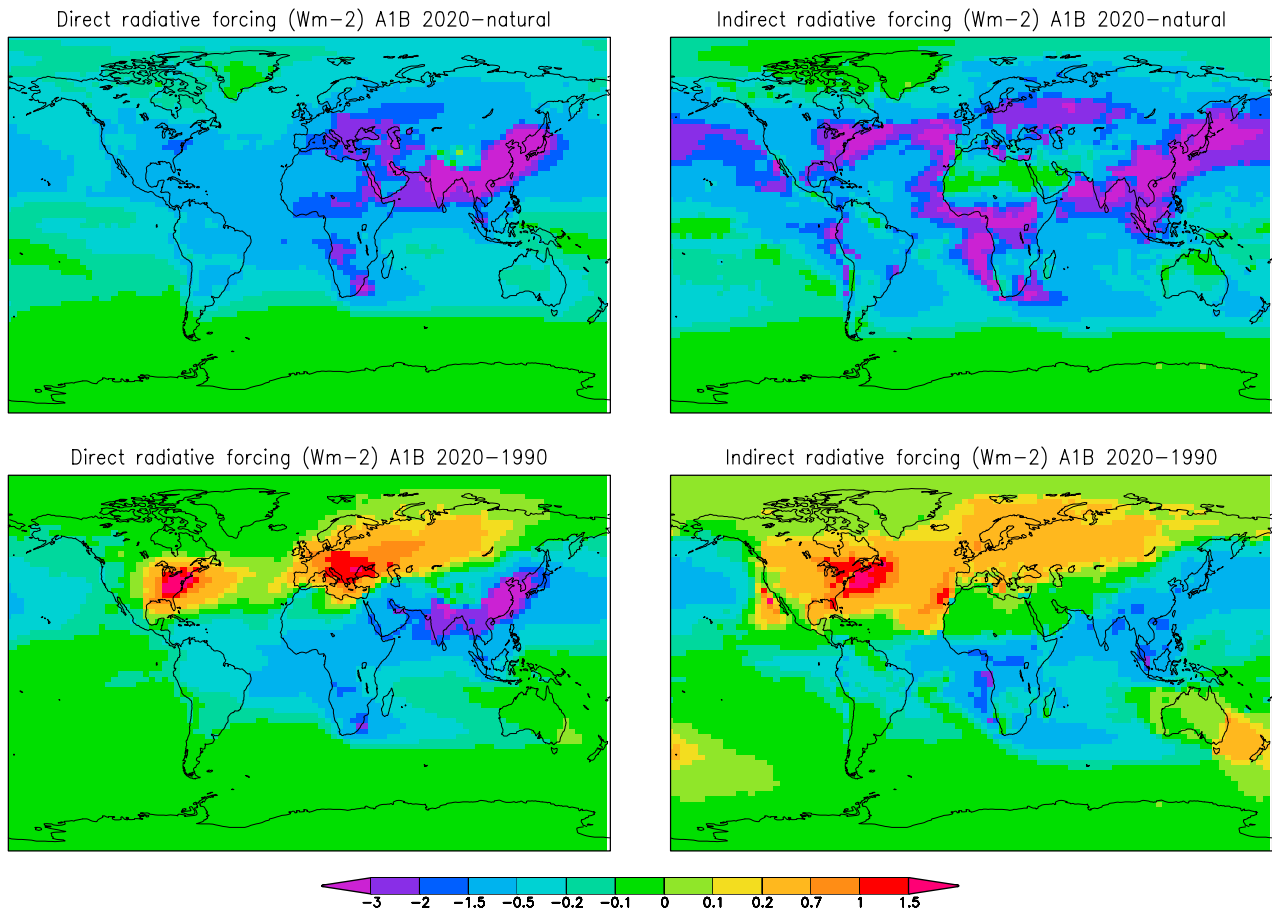 Direct radiative forcing (Wm-2) A1B 2020-natural
Indirect radiative forcing (Wm-2) A1B 2020-natural
Direct radiative forcing (Wm-2) A1B 2020-1990
Indirect radiative forcing (Wm-2) A1B 2020-1990
-3 -2 -1.5 -0.5 -0.2 -0.1 0 0.1 0.2 0.7 1 1.5